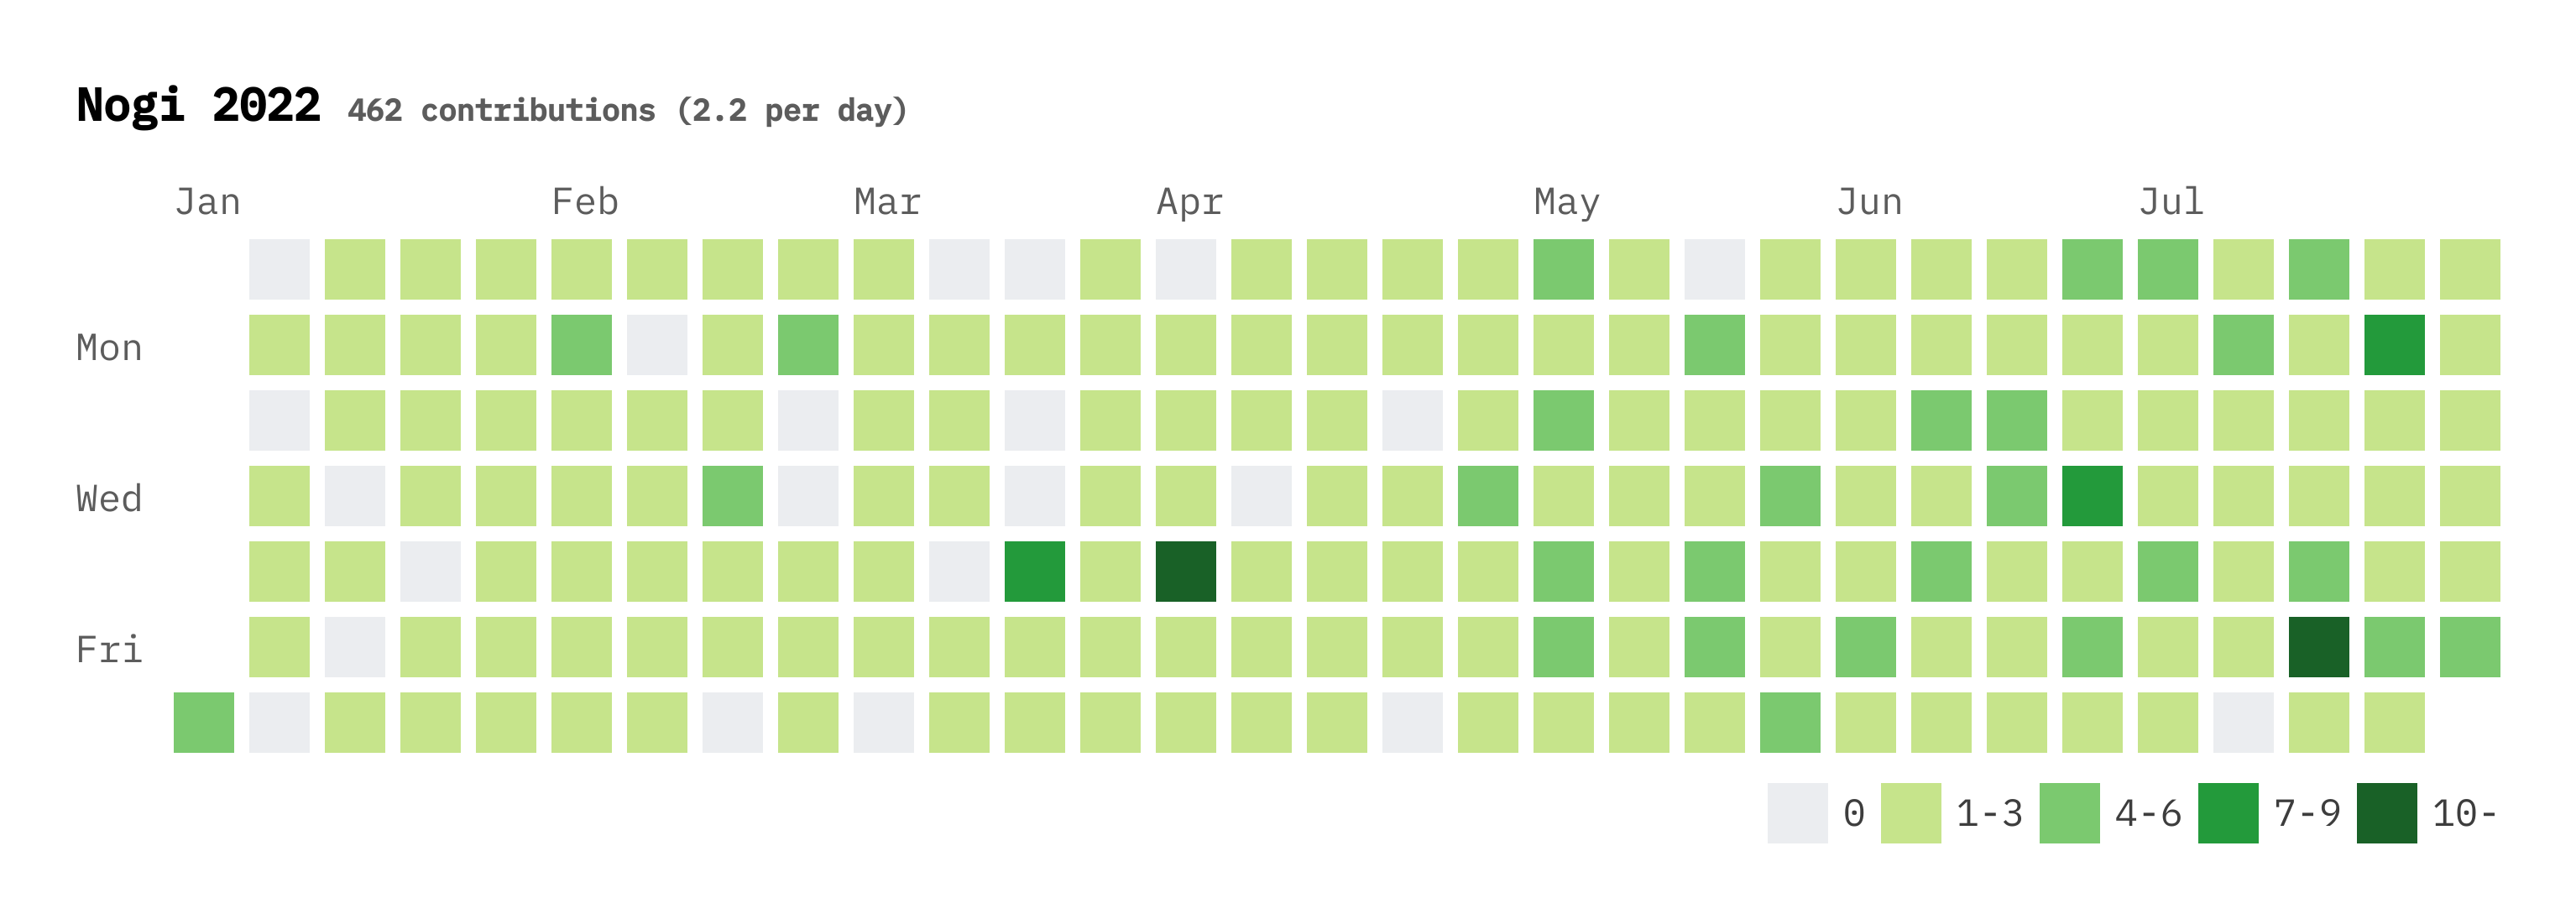 Nogi 2022 462 contributions (2.2 per day)
Jan Feb Mar Apr May Jun Jul
Mon
Wed
Fri
0 1-3 4-6 7-9 10-